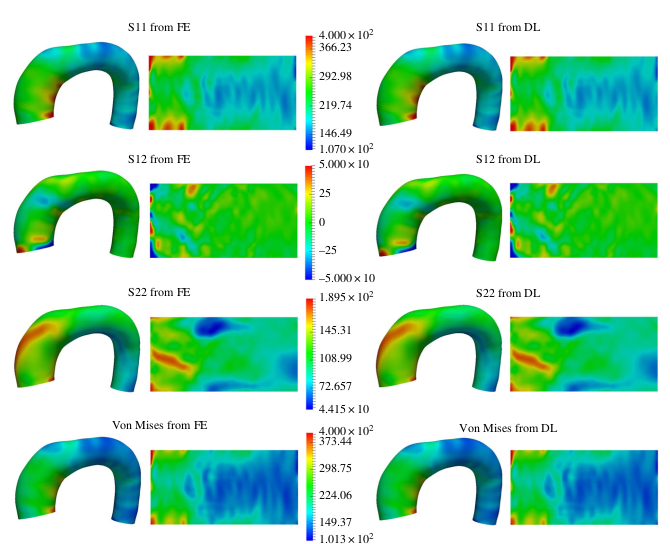 S11 from FE
S11 from DL
4.000 × 10²
366.23
292.98
219.74
146.49
1.070 × 10²
S12 from FE
S12 from DL
5.000 × 10
25
0
−25
−5.000 × 10
S22 from FE
S22 from DL
1.895 × 10²
145.31
108.99
72.657
4.415 × 10
Von Mises from FE
Von Mises from DL
4.000 × 10²
373.44
298.75
224.06
149.37
1.013 × 10²